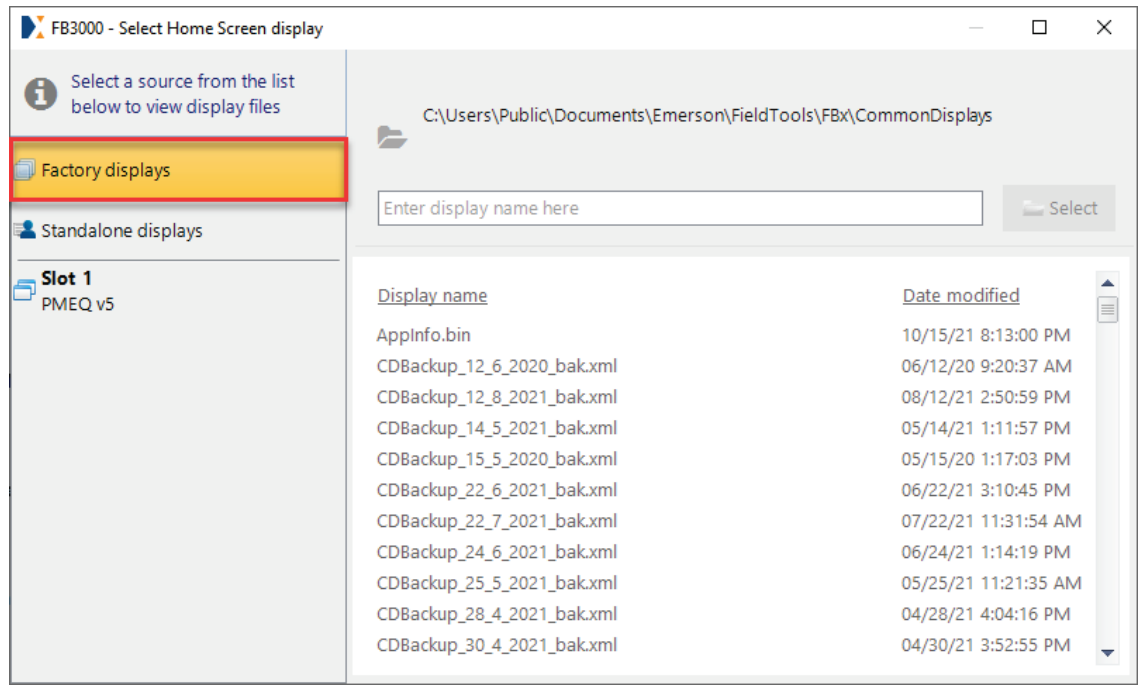 FB3000 - Select Home Screen display
Select a source from the list
below to view display files
Factory displays
Standalone displays
Slot 1
PMEQ v5
C:\Users\Public\Documents\Emerson\FieldTools\FBx\CommonDisplays
Enter display name here
Select
Display name Date modified
AppInfo.bin 10/15/21 8:13:00 PM
CDBackup_12_6_2020_bak.xml 06/12/20 9:20:37 AM
CDBackup_12_8_2021_bak.xml 08/12/21 2:50:59 PM
CDBackup_14_5_2021_bak.xml 05/14/21 1:11:57 PM
CDBackup_15_5_2020_bak.xml 05/15/20 1:17:03 PM
CDBackup_22_6_2021_bak.xml 06/22/21 3:10:45 PM
CDBackup_22_7_2021_bak.xml 07/22/21 11:31:54 AM
CDBackup_24_6_2021_bak.xml 06/24/21 1:14:19 PM
CDBackup_25_5_2021_bak.xml 05/25/21 11:21:35 AM
CDBackup_28_4_2021_bak.xml 04/28/21 4:04:16 PM
CDBackup_30_4_2021_bak.xml 04/30/21 3:52:55 PM